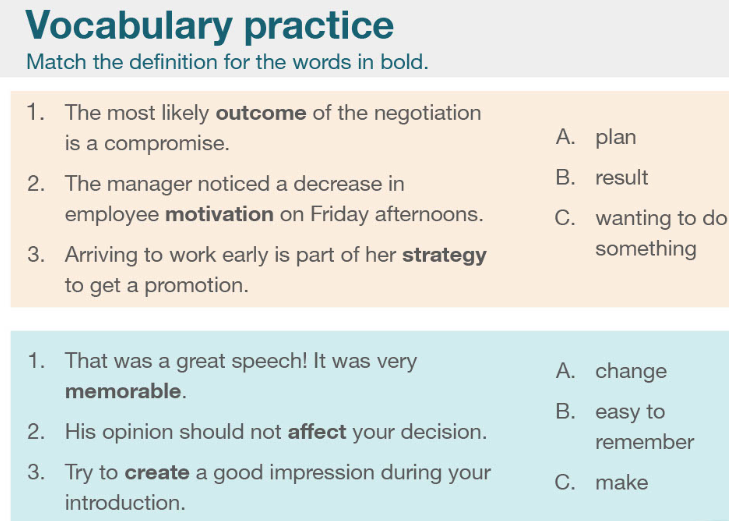 Vocabulary practice
Match the definition for the words in bold.
1. The most likely outcome of the negotiation
is a compromise.
2. The manager noticed a decrease in
employee motivation on Friday afternoons.
3. Arriving to work early is part of her strategy
to get a promotion.
A. plan
B. result
C. wanting to do
something
1. That was a great speech! It was very
memorable.
2. His opinion should not affect your decision.
3. Try to create a good impression during your
introduction.
A. change
B. easy to
remember
C. make